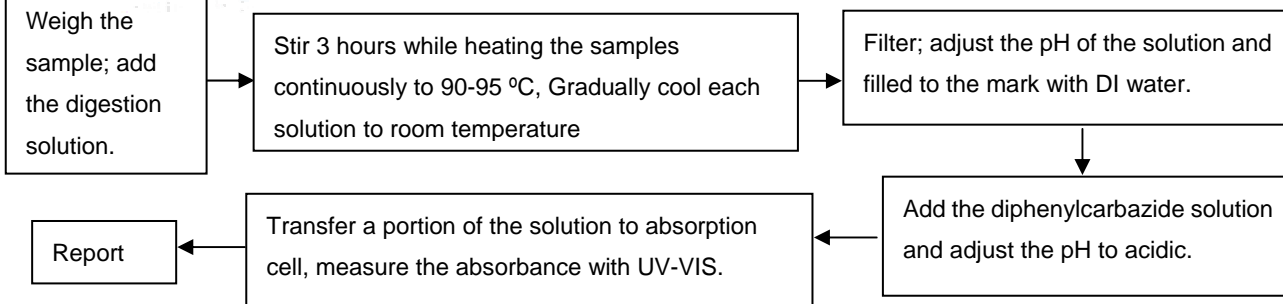 Weigh the
sample; add
the digestion
solution.
Stir 3 hours while heating the samples
continuously to 90-95 ºC, Gradually cool each
solution to room temperature
Filter; adjust the pH of the solution and
filled to the mark with DI water.
Add the diphenylcarbazide solution
and adjust the pH to acidic.
Transfer a portion of the solution to absorption
cell, measure the absorbance with UV-VIS.
Report